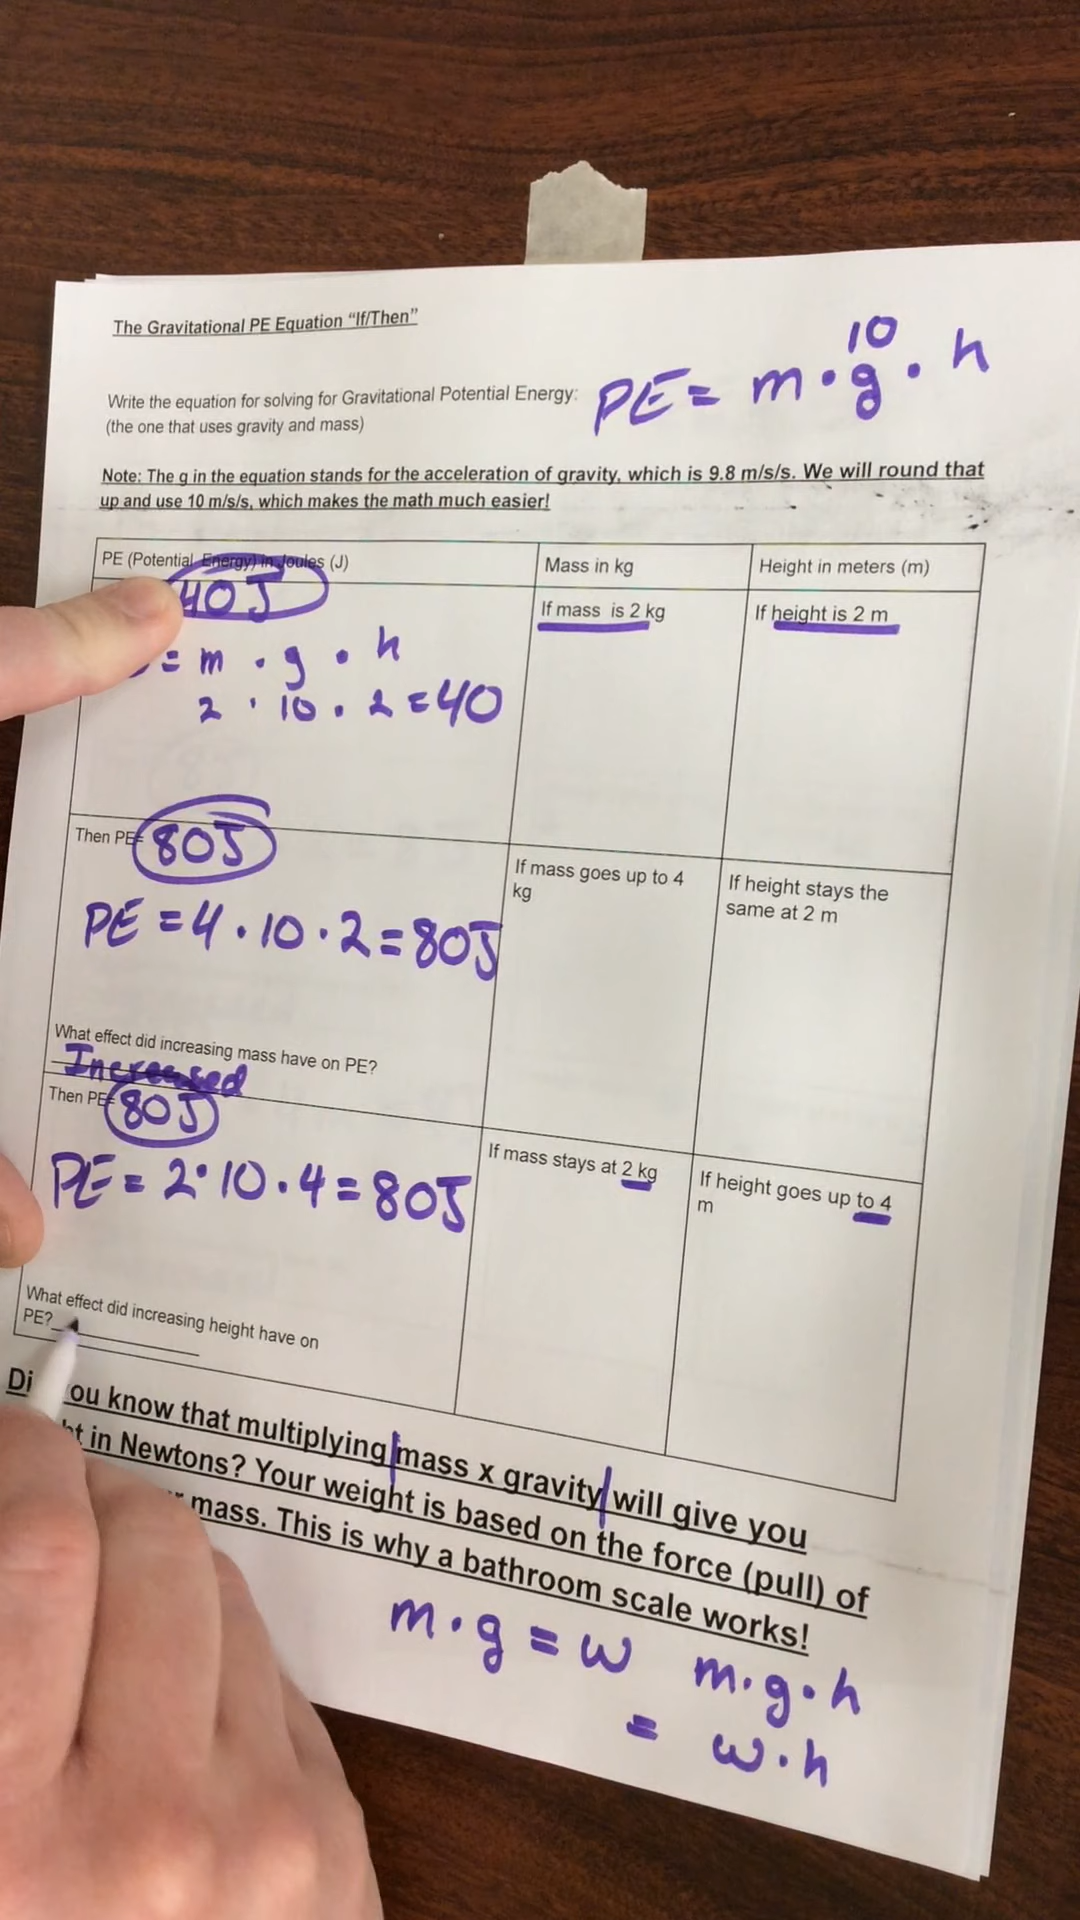 The Gravitational PE Equation "If/Then"
10
PE = m · g · h
Write the equation for solving for Gravitational Potential Energy:
(the one that uses gravity and mass)
Note: The g in the equation stands for the acceleration of gravity, which is 9.8 m/s/s. We will round that
up and use 10 m/s/s, which makes the math much easier!
PE (Potential Energy) in Joules (J)
Mass in kg
Height in meters (m)
40J
= m · g · h
2 · 10 . 2 = 40
If mass is 2 kg
If height is 2 m
Then PE= 80J
PE = 4 · 10 · 2 = 80J
What effect did increasing mass have on PE?
Increased
If mass goes up to 4
kg
If height stays the
same at 2 m
Then PE= 80J
PE = 2 · 10 · 4 = 80J
What effect did increasing height have on
PE?
If mass stays at 2 kg
If height goes up to 4
m
ou know that multiplying mass x gravity will give you
in Newtons? Your weight is based on the force (pull) of
mass. This is why a bathroom scale works!
m · g = w
m · g · h
= w · h